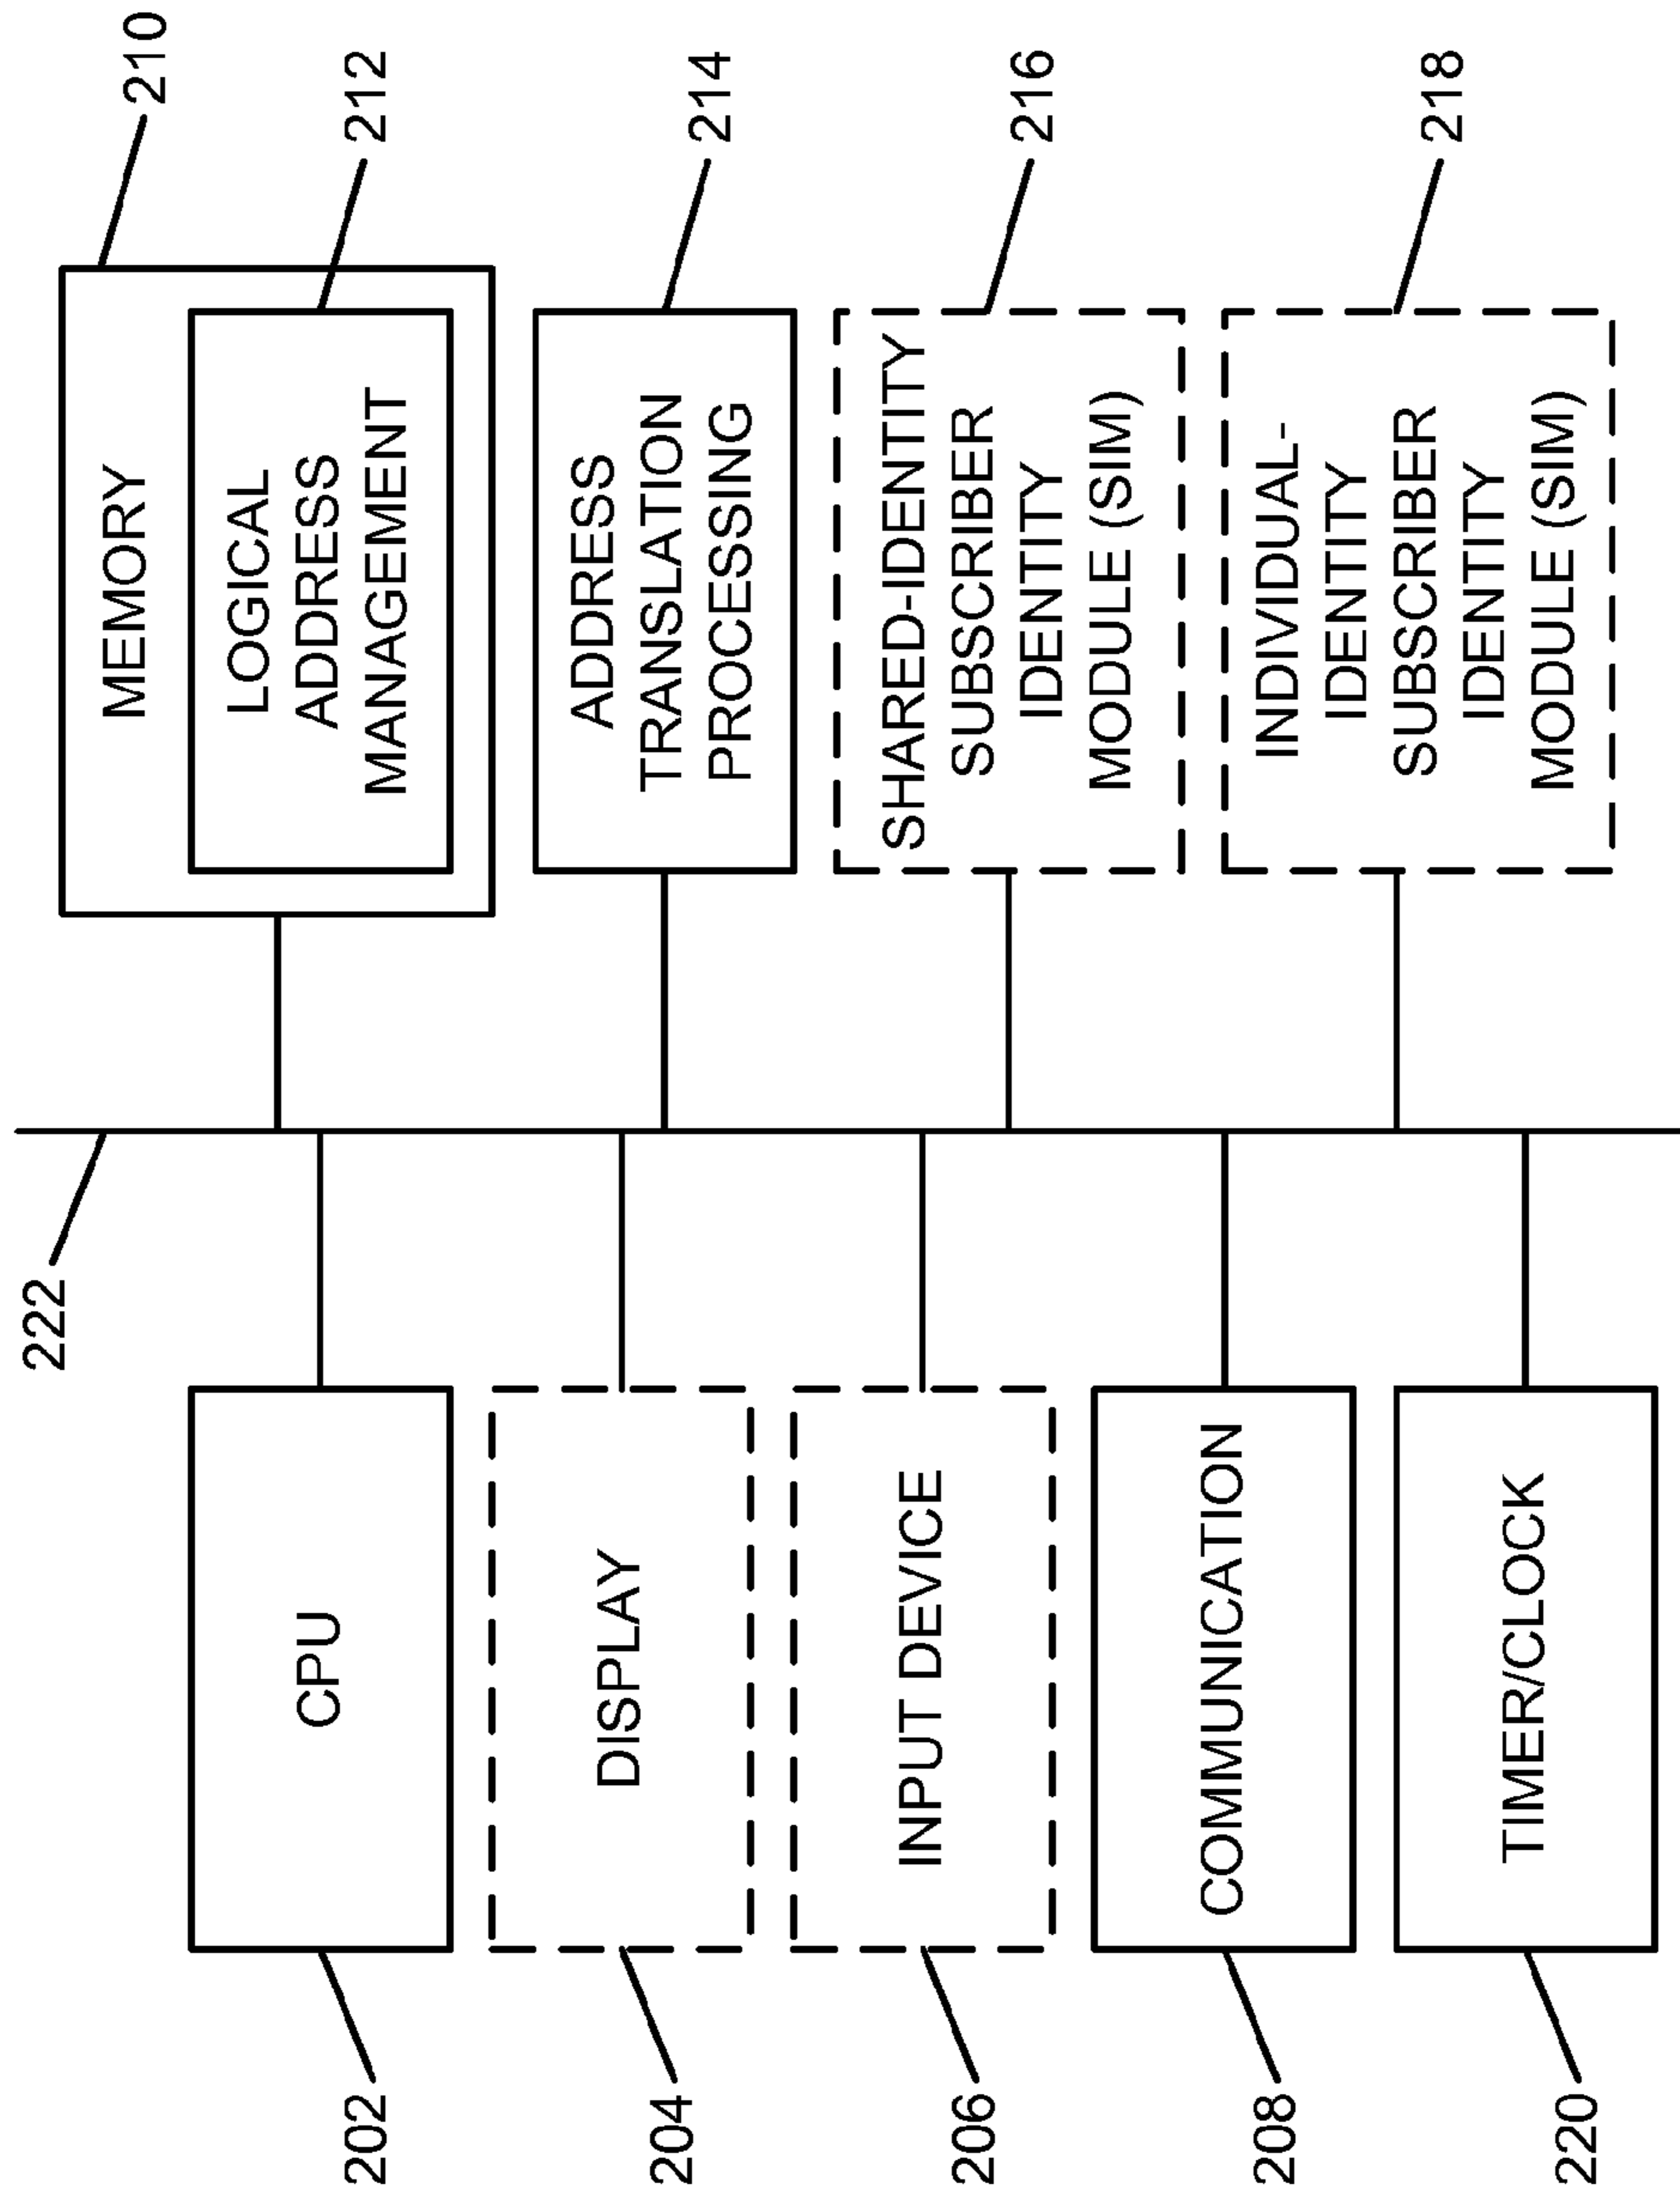 222
202
CPU
204
DISPLAY
206
INPUT DEVICE
208
COMMUNICATION
220
TIMER/CLOCK
210
MEMORY
212
LOGICAL
ADDRESS
MANAGEMENT
214
ADDRESS
TRANSLATION
PROCESSING
216
SHARED-IDENTITY
SUBSCRIBER
IDENTITY
MODULE (SIM)
218
INDIVIDUAL-
IDENTITY
SUBSCRIBER
IDENTITY
MODULE (SIM)